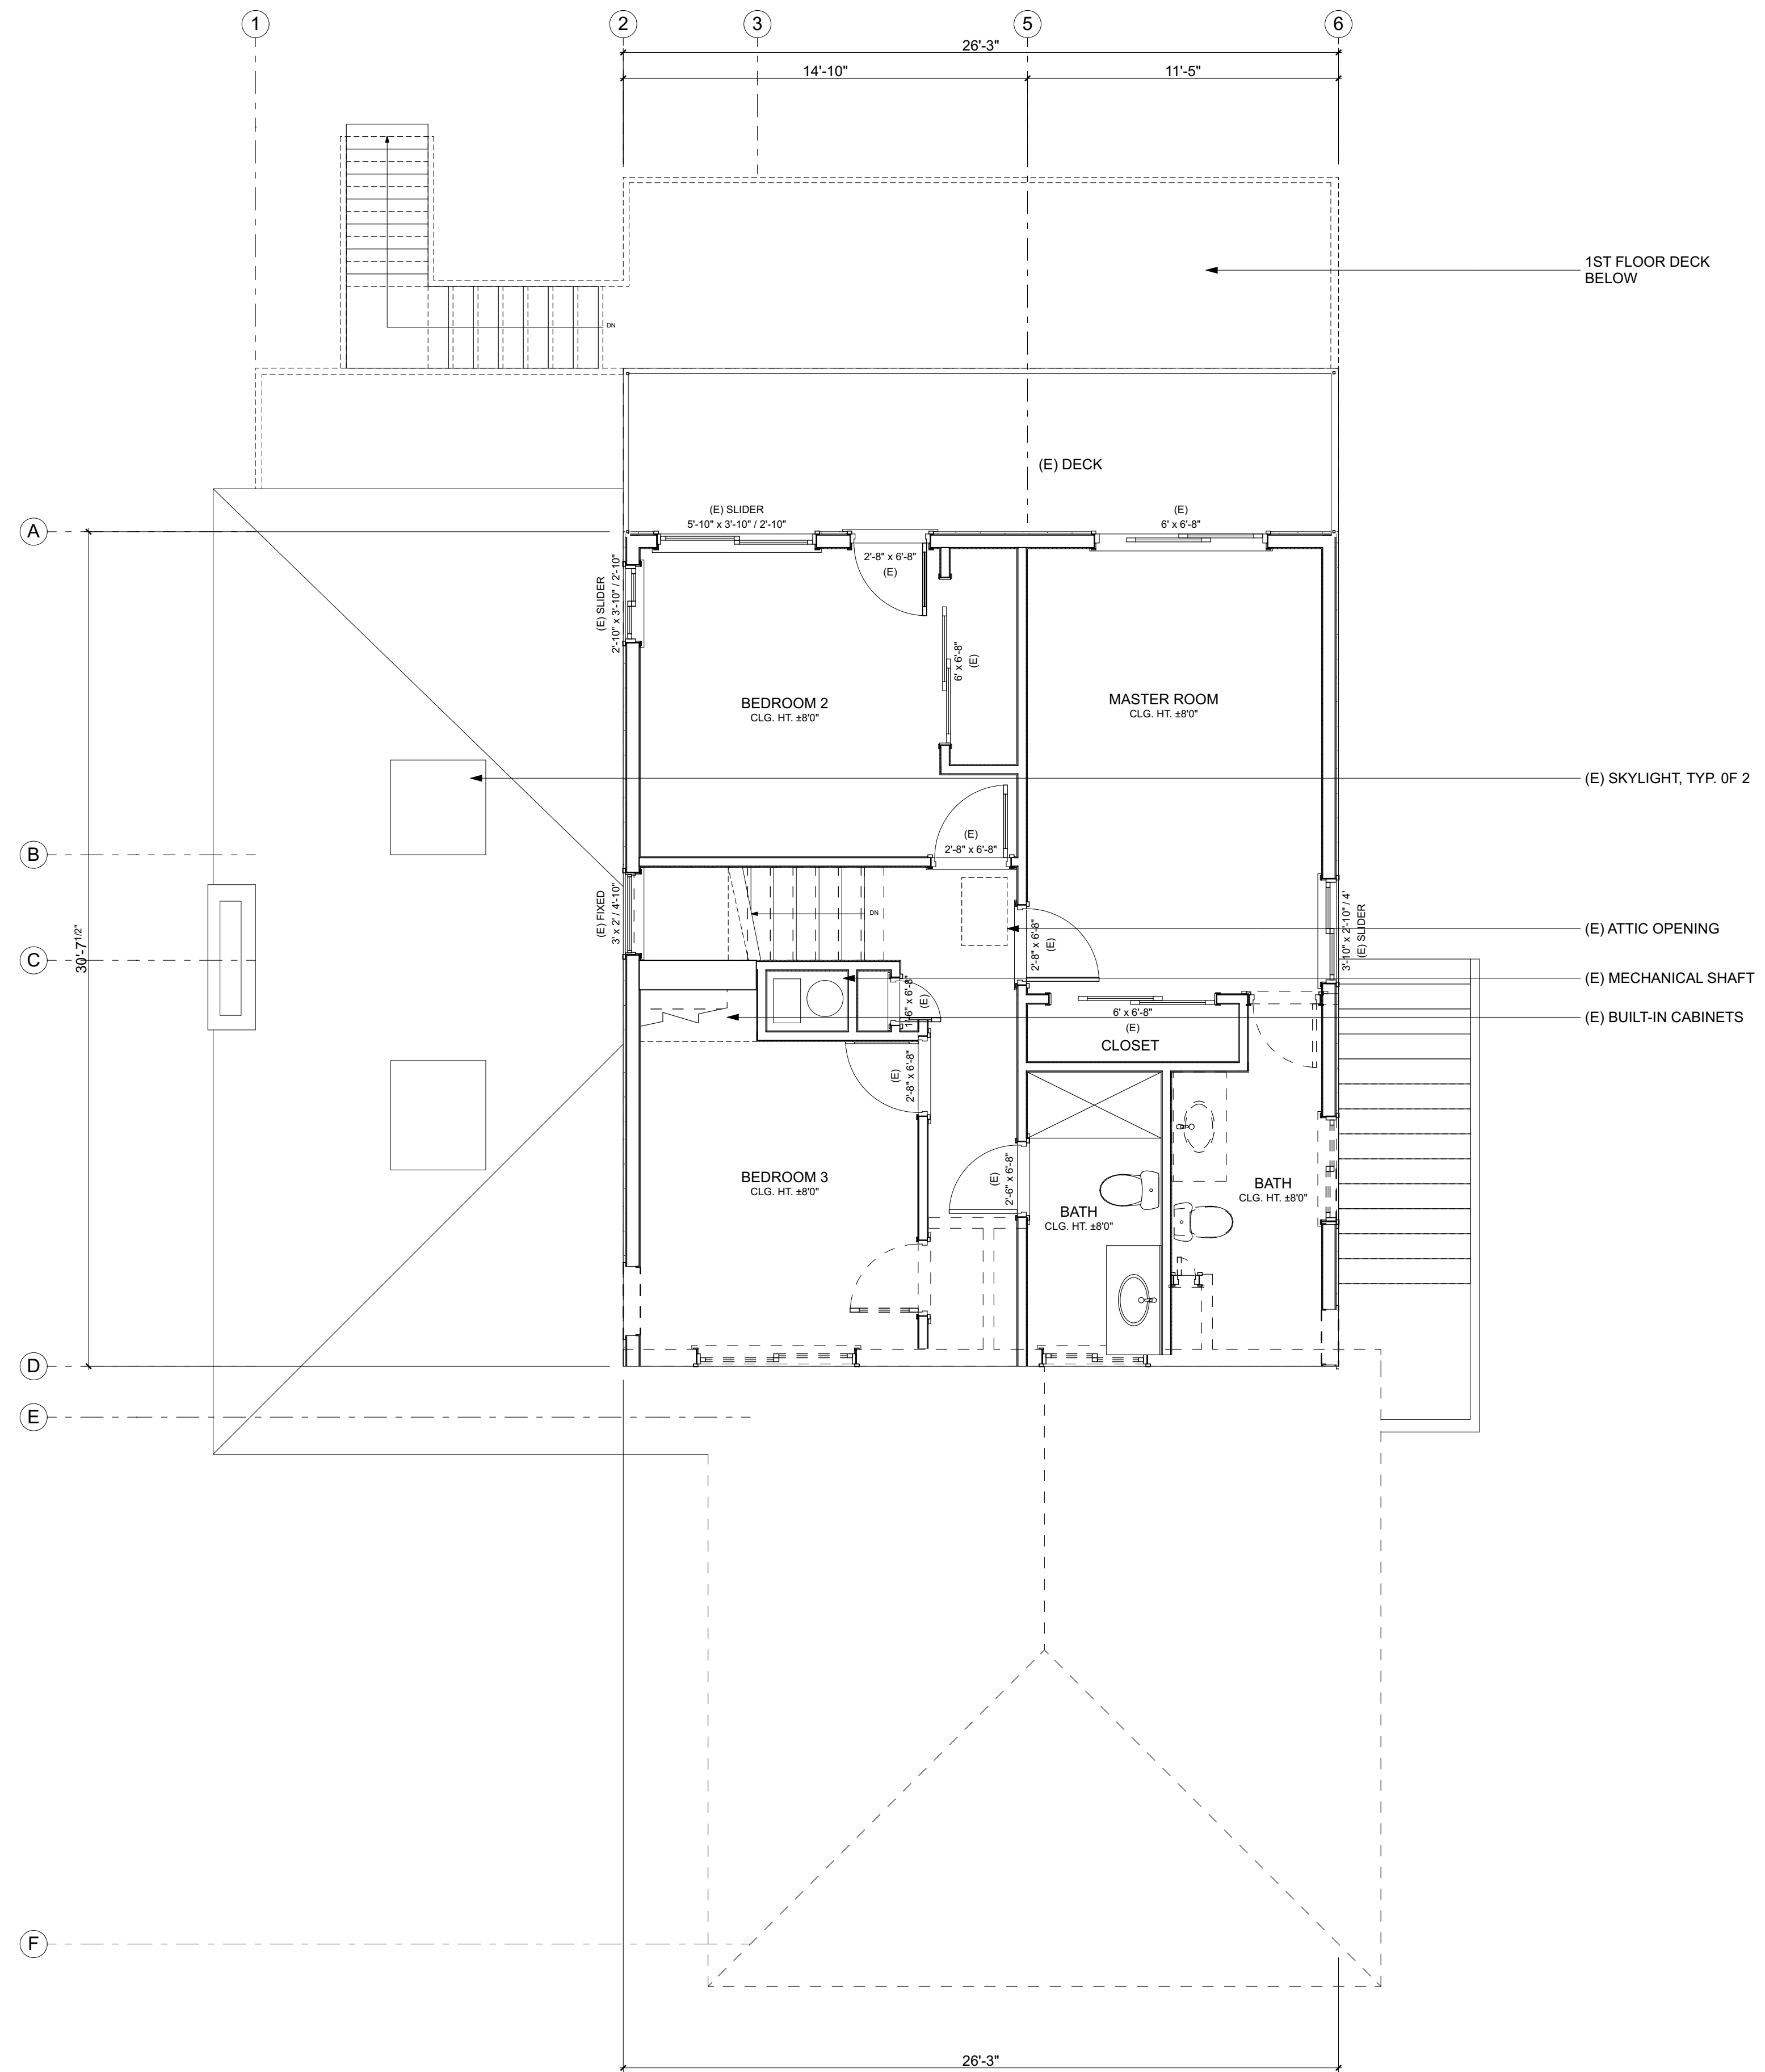 1
2
3
5
6
26'-3"
14'-10"
11'-5"
1ST FLOOR DECK
BELOW
DN
(E) DECK
A
(E) SLIDER
5'-10" x 3'-10" / 2'-10"
(E)
6' x 6'-8"
2'-8" x 6'-8"
(E)
(E) SLIDER
2'-10" x 3'-10" / 2'-10"
6' x 6'-8"
(E)
BEDROOM 2
CLG. HT. ±8'0"
MASTER ROOM
CLG. HT. ±8'0"
(E) SKYLIGHT, TYP. 0F 2
B
(E)
2'-8" x 6'-8"
(E) FIXED
3' x 2' / 4'-10"
DN
30'-7 1/2"
C
2'-8" x 6'-8"
(E)
3'-10" x 2'-10" / 4'
(E) SLIDER
(E) ATTIC OPENING
(E) MECHANICAL SHAFT
1'-6" x 6'-8"
(E)
6' x 6'-8"
(E)
CLOSET
(E) BUILT-IN CABINETS
(E)
2'-8" x 6'-8"
BEDROOM 3
CLG. HT. ±8'0"
(E)
2'-6" x 6'-8"
BATH
CLG. HT. ±8'0"
BATH
CLG. HT. ±8'0"
D
E
F
26'-3"